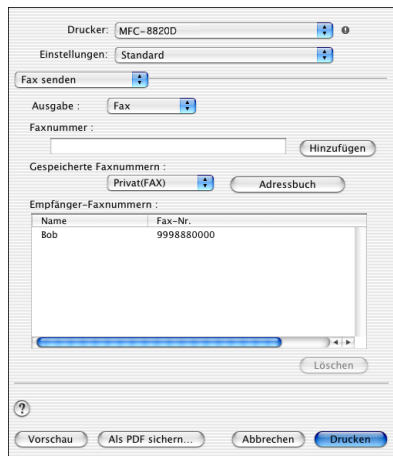 Drucker: MFC-8820D
Einstellungen: Standard
Fax senden
Ausgabe : Fax
Faxnummer :
Hinzufügen
Gespeicherte Faxnummern :
Privat(FAX) Adressbuch
Empfänger-Faxnummern :
Name Fax-Nr.
Bob 9998880000
Löschen
?
Vorschau Als PDF sichern... Abbrechen Drucken